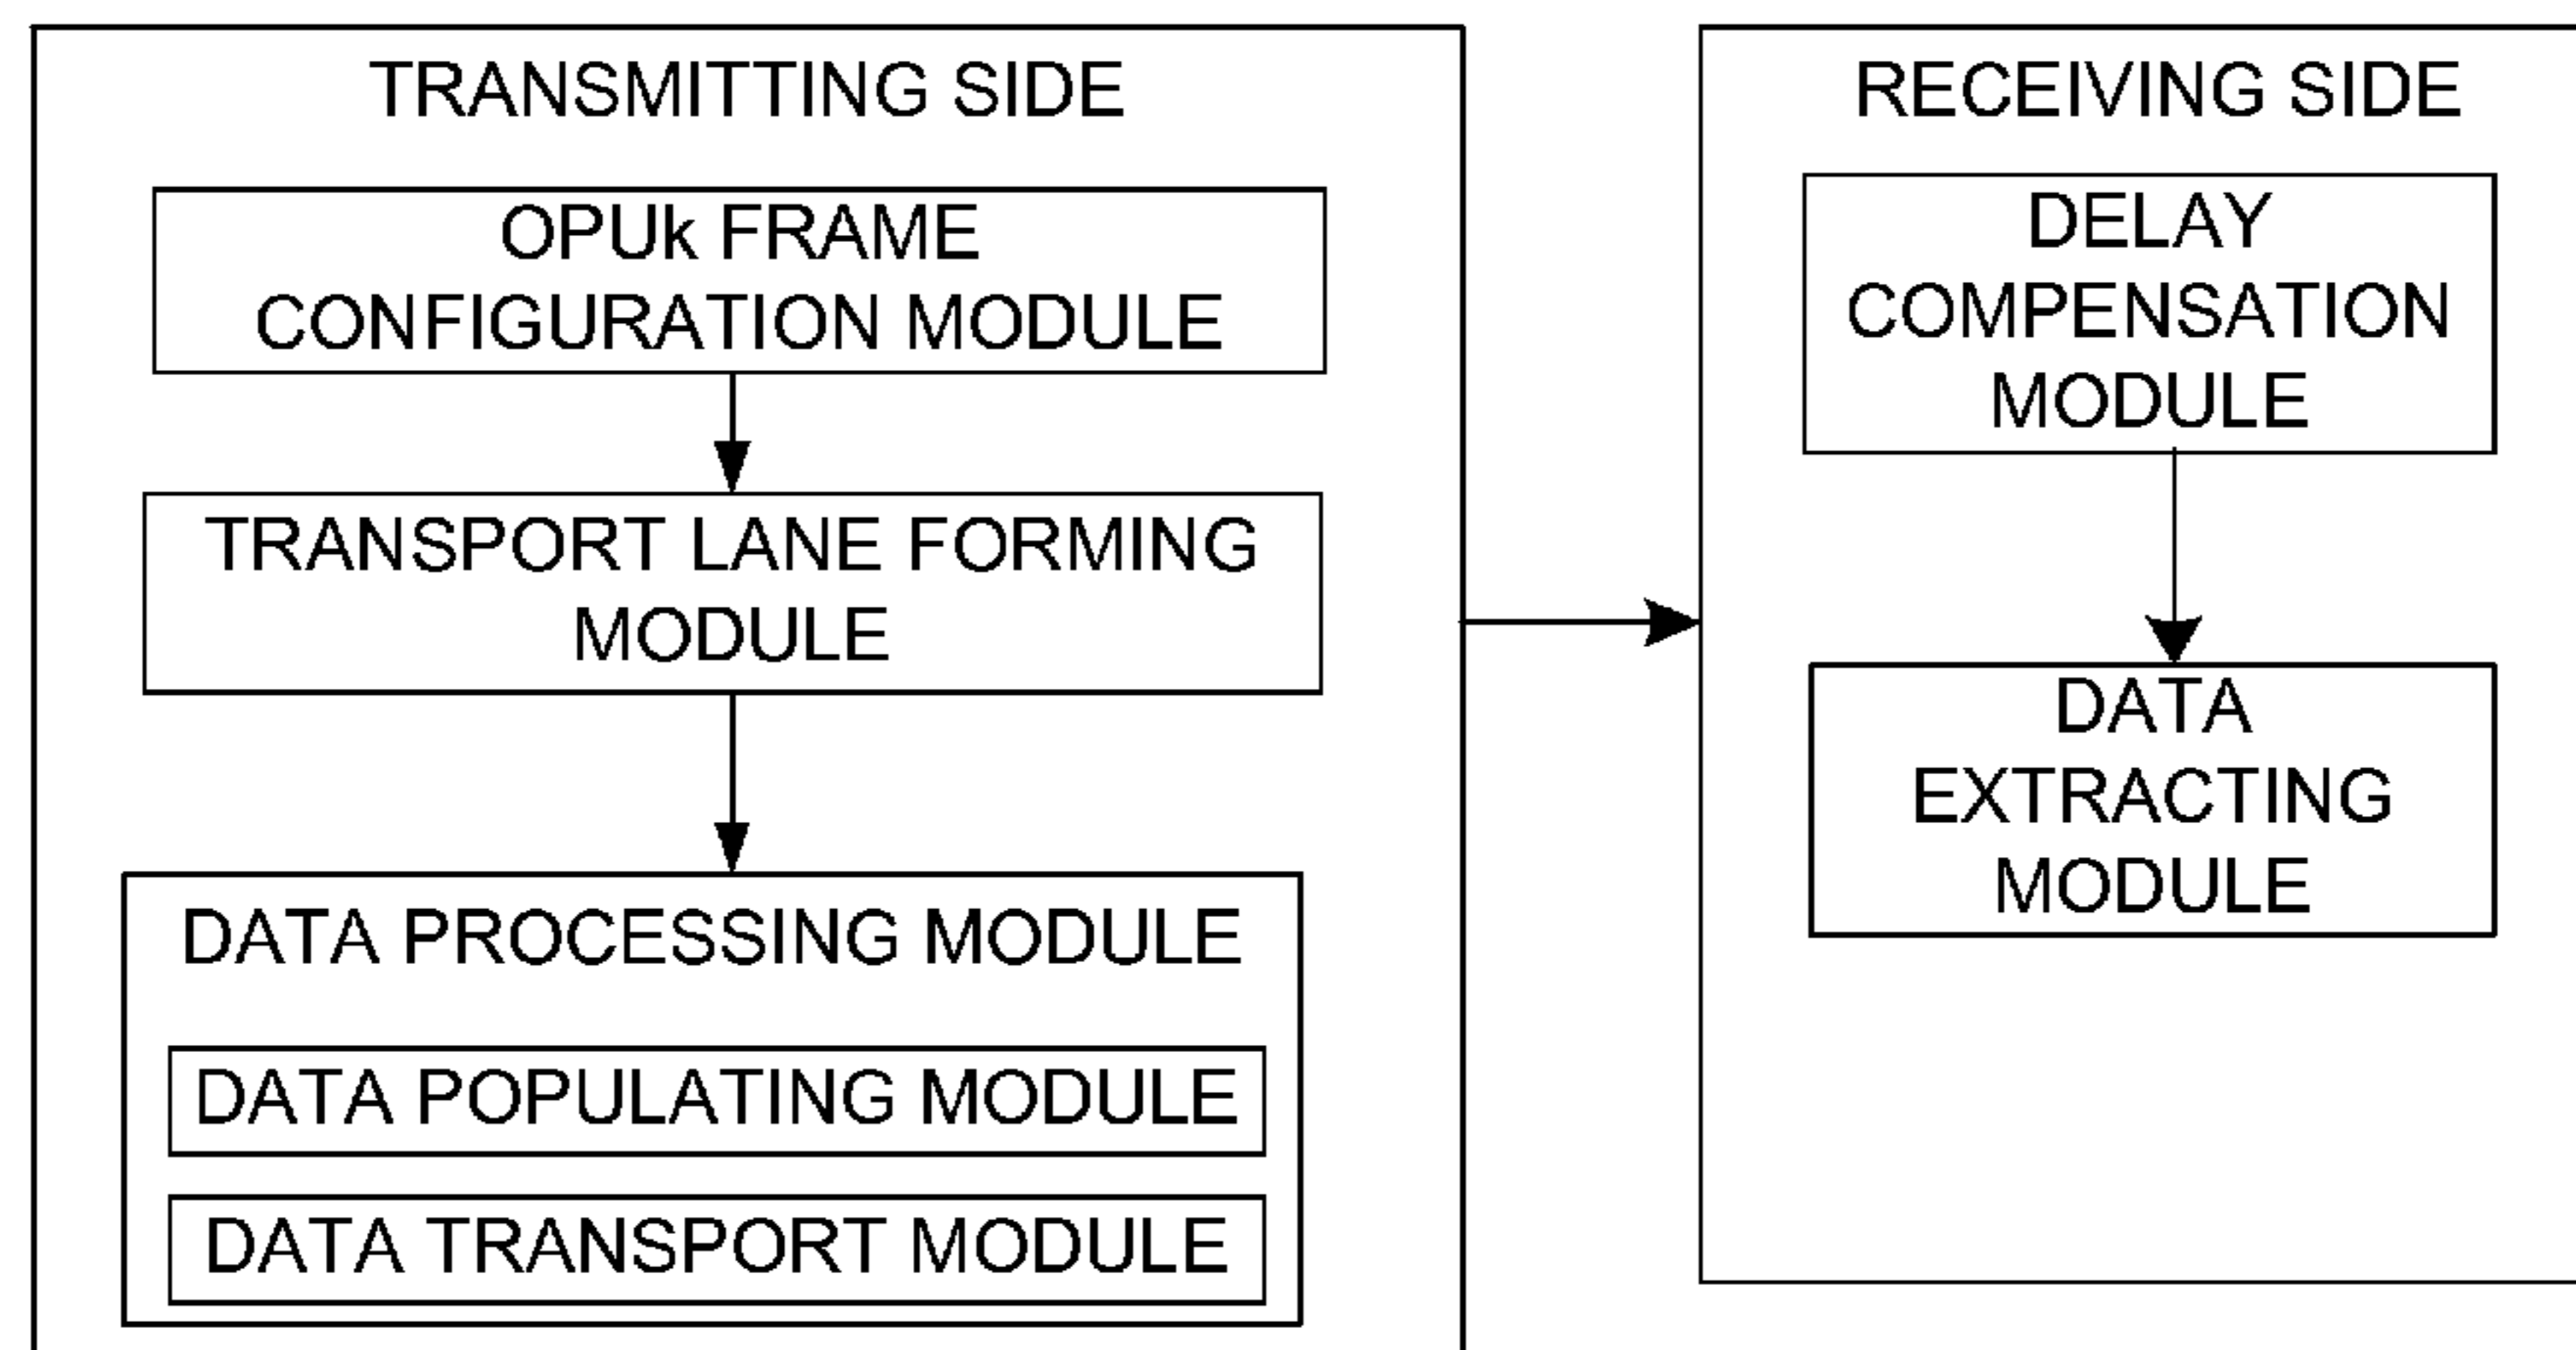 TRANSMITTING SIDE
OPUk FRAME
CONFIGURATION MODULE
TRANSPORT LANE FORMING
MODULE
DATA PROCESSING MODULE
DATA POPULATING MODULE
DATA TRANSPORT MODULE
RECEIVING SIDE
DELAY
COMPENSATION
MODULE
DATA
EXTRACTING
MODULE